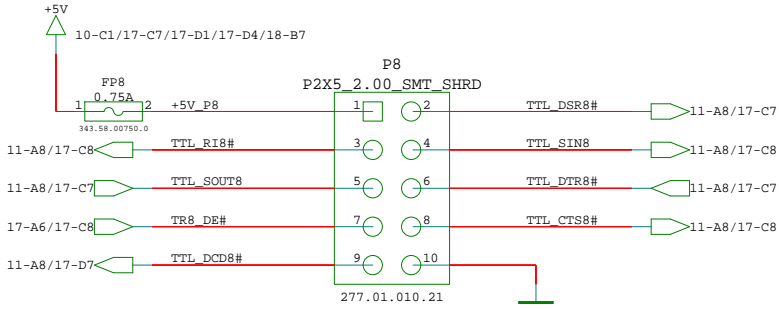 +5V
10-C1/17-C7/17-D1/17-D4/18-B7
P8
P2X5_2.00_SMT_SHRD
FP8
0.75A
1 2 +5V_P8 1 2 TTL_DSR8# 11-A8/17-C7
343.58.00750.0
11-A8/17-C8 TTL_RI8# 3 4 TTL_SIN8 11-A8/17-C8
11-A8/17-C7 TTL_SOUT8 5 6 TTL_DTR8# 11-A8/17-C7
17-A6/17-C8 TR8_DE# 7 8 TTL_CTS8# 11-A8/17-C8
11-A8/17-D7 TTL_DCD8# 9 10
277.01.010.21